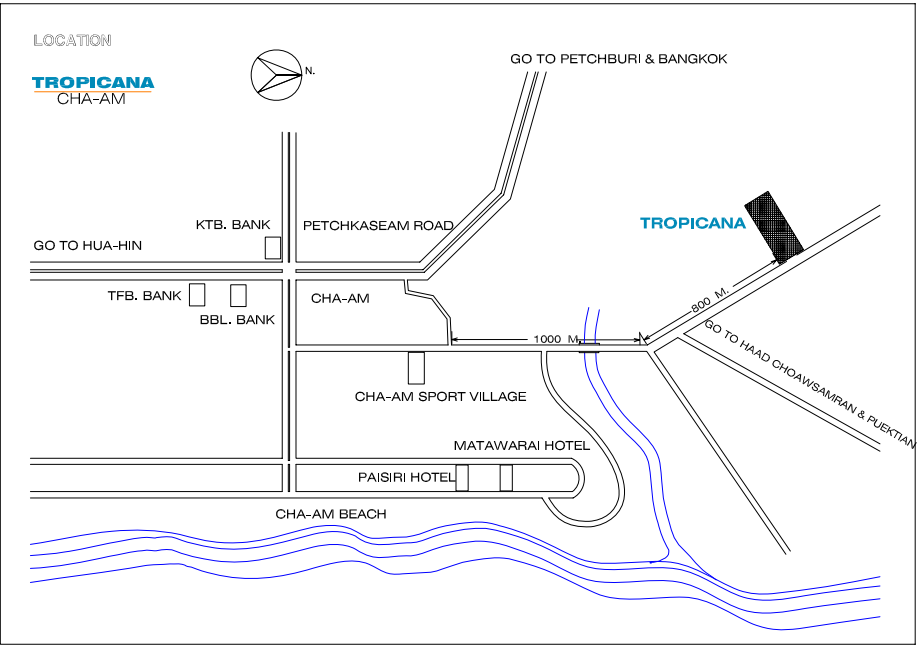 LOCATION
TROPICANA
CHA-AM
N.
GO TO PETCHBURI & BANGKOK
KTB. BANK
PETCHKASEAM ROAD
TROPICANA
GO TO HUA-HIN
TFB. BANK
CHA-AM
BBL. BANK
800 M.
1000 M.
GO TO HAAD CHOAWSAMRAN & PUEKTIAN
CHA-AM SPORT VILLAGE
MATAWARAI HOTEL
PAISIRI HOTEL
CHA-AM BEACH